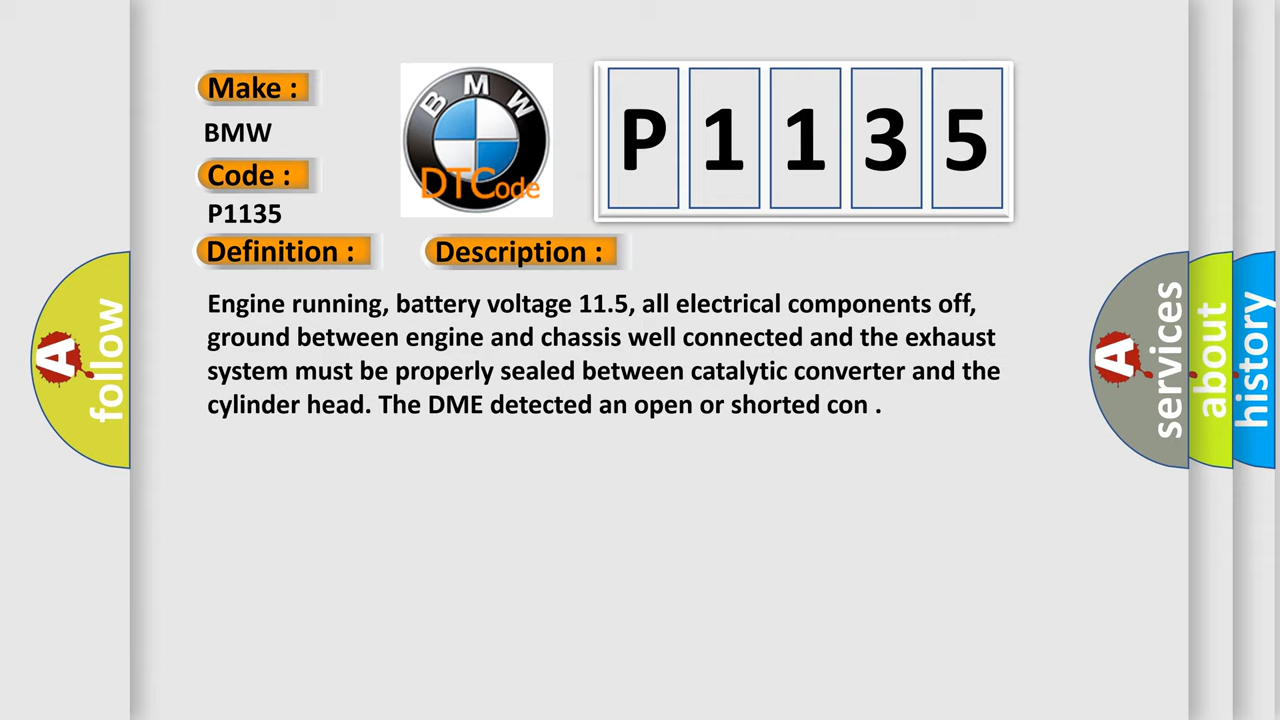 Make :
BMW
Code :
P1135
Definition :
Description :
BMW
DTCode
P 1 1 3 5
Engine running, battery voltage 11.5, all electrical components off,
ground between engine and chassis well connected and the exhaust
system must be properly sealed between catalytic converter and the
cylinder head. The DME detected an open or shorted con .
A
follow
A
services
about
history